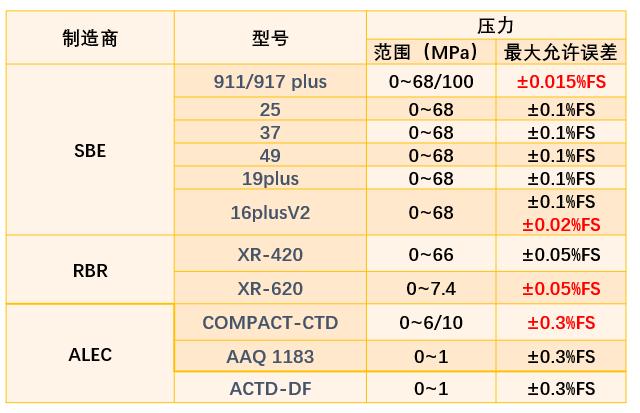 制造商 型号 压力
范围（MPa） 最大允许误差
SBE 911/917 plus 0~68/100 ±0.015%FS
25 0~68 ±0.1%FS
37 0~68 ±0.1%FS
49 0~68 ±0.1%FS
19plus 0~68 ±0.1%FS
16plusV2 0~68 ±0.1%FS
±0.02%FS
RBR XR-420 0~66 ±0.05%FS
XR-620 0~7.4 ±0.05%FS
ALEC COMPACT-CTD 0~6/10 ±0.3%FS
AAQ 1183 0~1 ±0.3%FS
ACTD-DF 0~1 ±0.3%FS